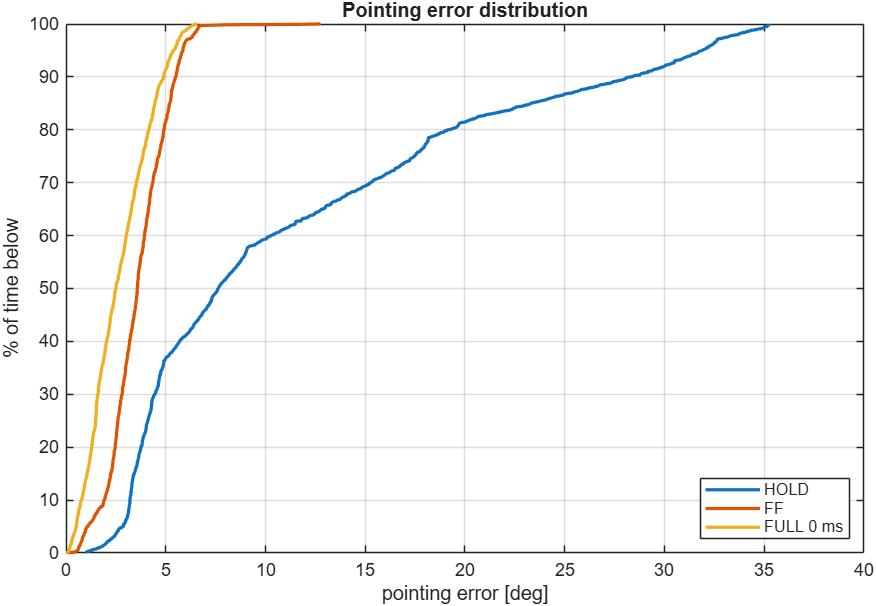 Pointing error distribution
% of time below
100
90
80
70
60
50
40
30
20
10
0
0 5 10 15 20 25 30 35 40
pointing error [deg]
HOLD
FF
FULL 0 ms